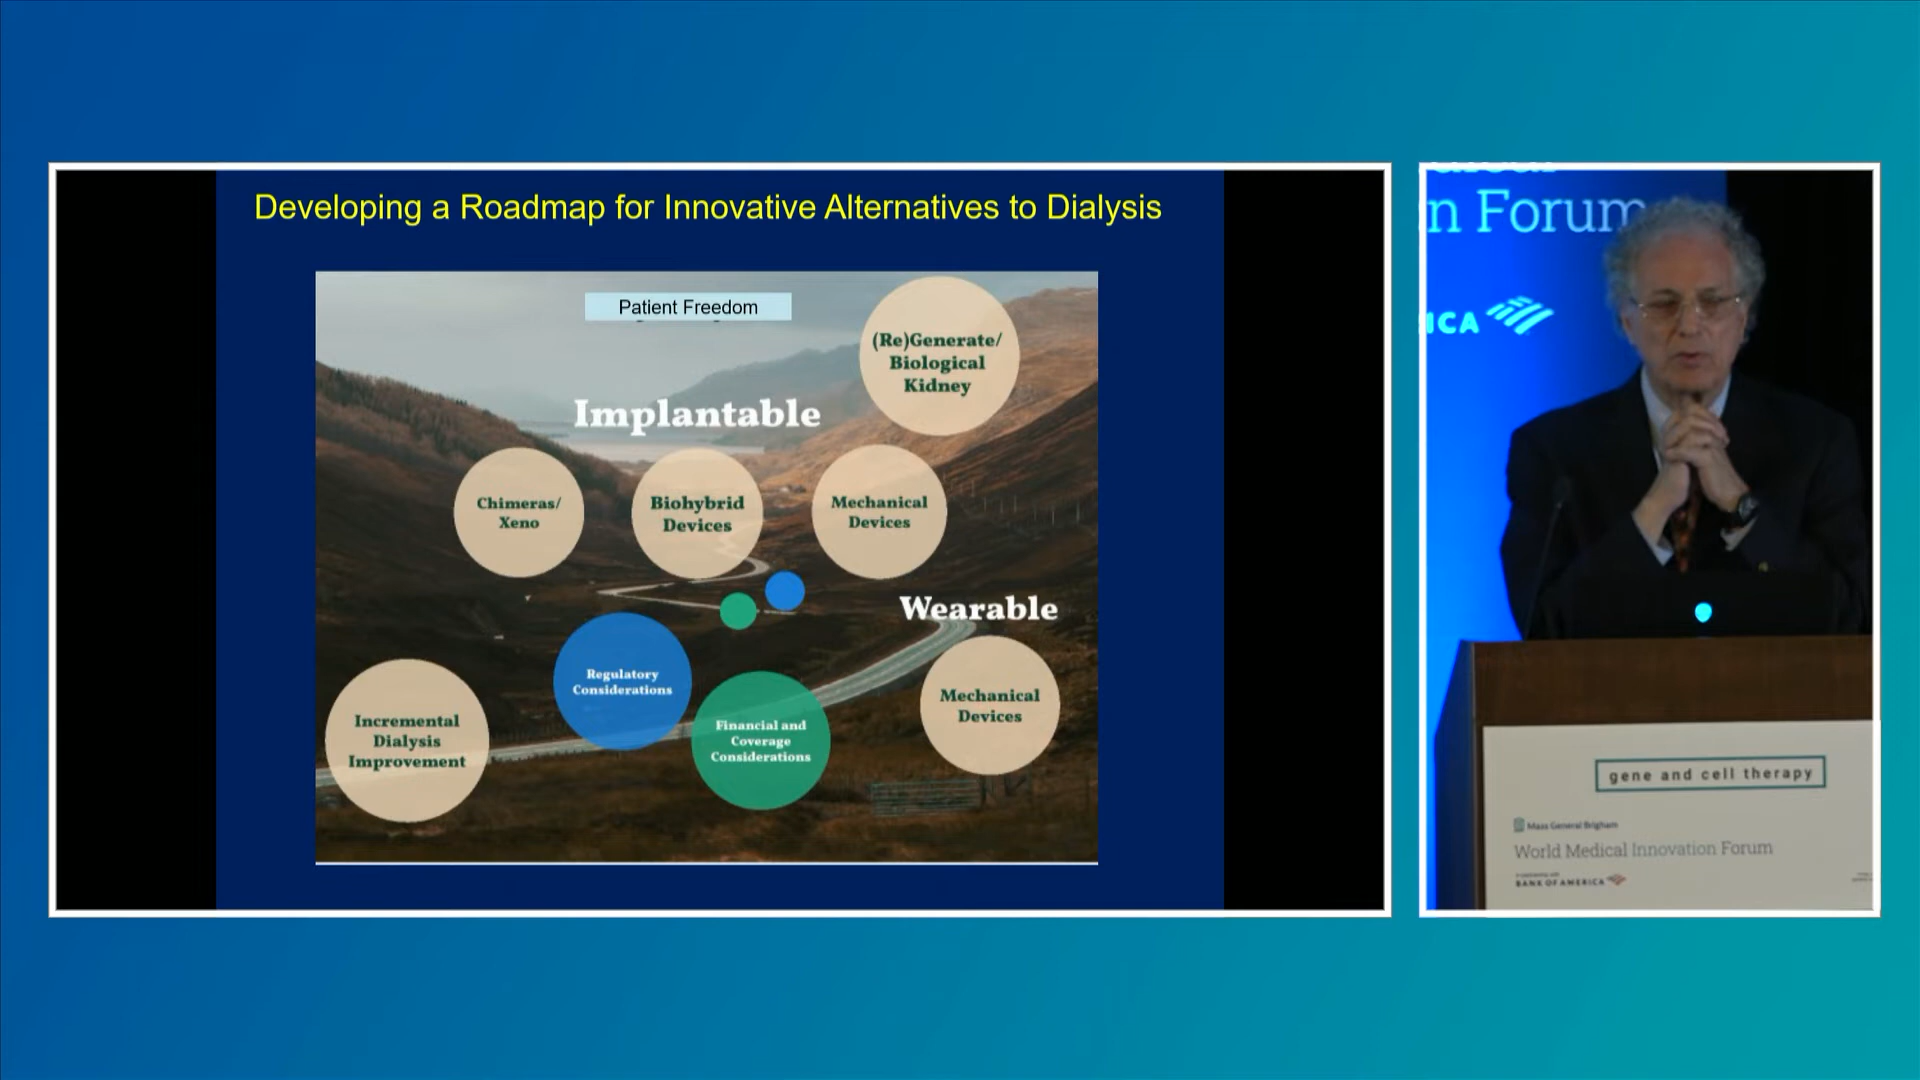 Developing a Roadmap for Innovative Alternatives to Dialysis
Patient Freedom
(Re)Generate/
Biological
Kidney
Implantable
Chimeras/
Xeno
Biohybrid
Devices
Mechanical
Devices
Wearable
Regulatory
Considerations
Mechanical
Devices
Incremental
Dialysis
Improvement
Financial and
Coverage
Considerations
n Forum
ICA
gene and cell therapy
Mass General Brigham
World Medical Innovation Forum
BANK OF AMERICA